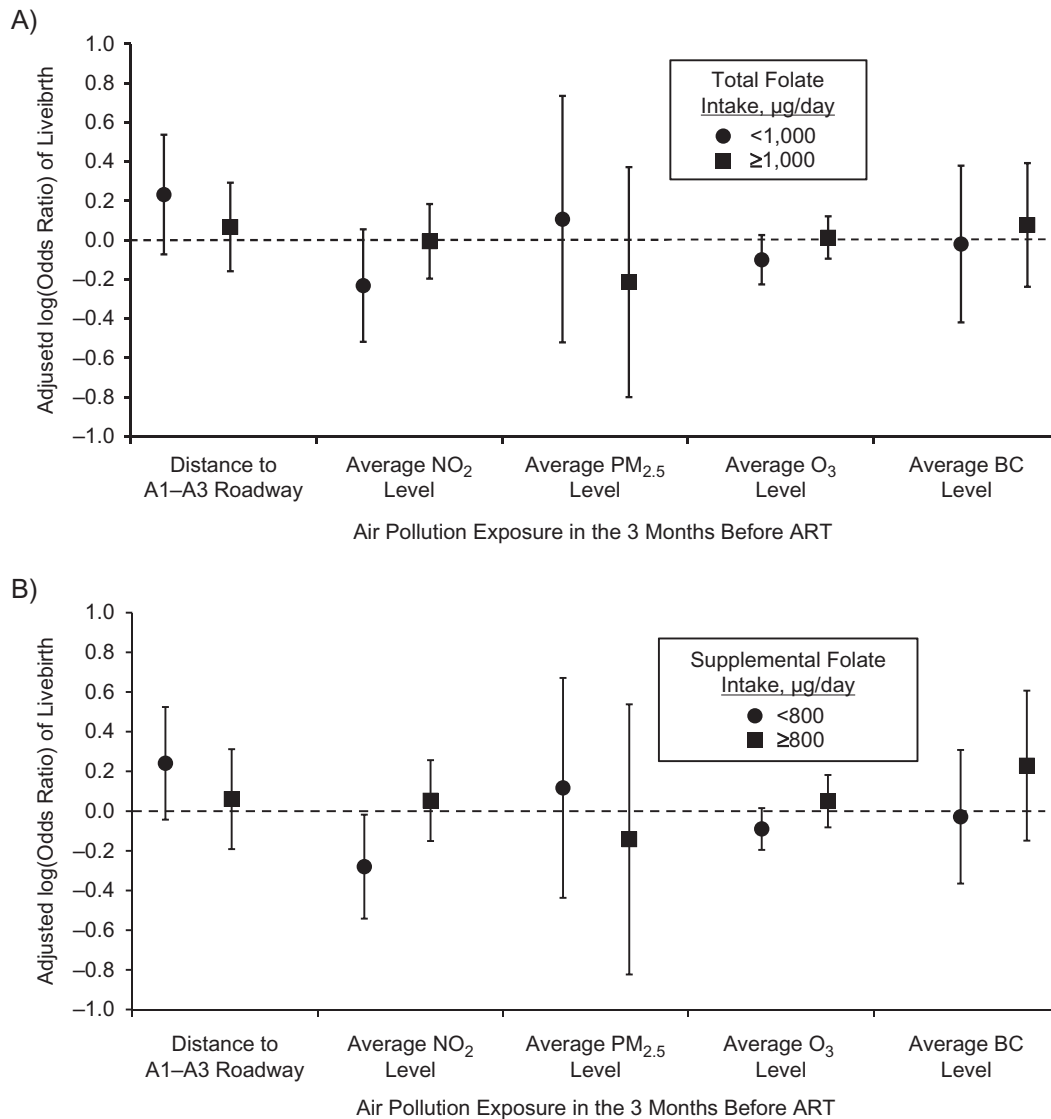 A)
1.0
0.8
0.6
0.4
0.2
0.0
–0.2
–0.4
–0.6
–0.8
–1.0
Adjusetd log(Odds Ratio) of Liveibrth
Total Folate
Intake, µg/day
<1,000
≥1,000
Distance to
A1–A3 Roadway
Average NO2
Level
Average PM2.5
Level
Average O3
Level
Average BC
Level
Air Pollution Exposure in the 3 Months Before ART
B)
1.0
0.8
0.6
0.4
0.2
0.0
–0.2
–0.4
–0.6
–0.8
–1.0
Adjusted log(Odds Ratio) of Livebirth
Supplemental Folate
Intake, µg/day
<800
≥800
Distance to
A1–A3 Roadway
Average NO2
Level
Average PM2.5
Level
Average O3
Level
Average BC
Level
Air Pollution Exposure in the 3 Months Before ART